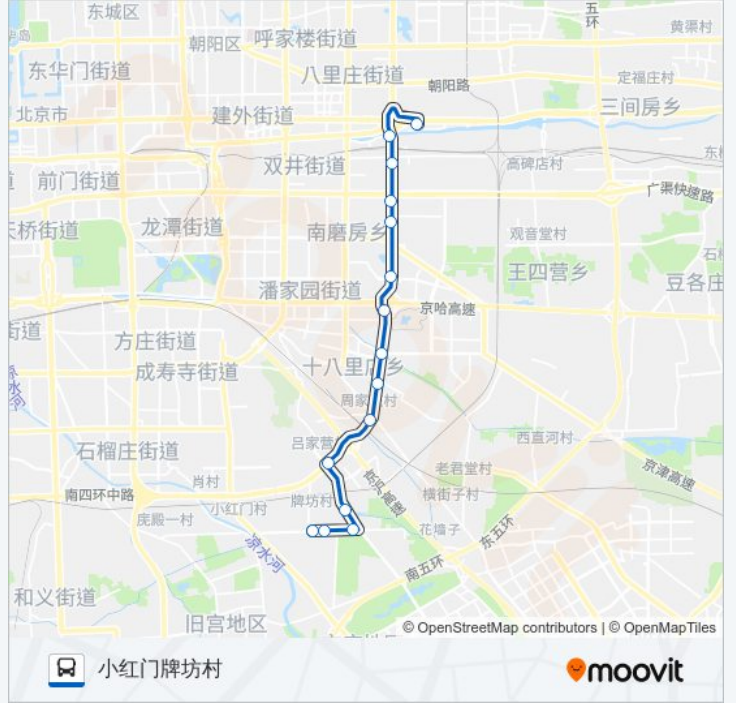 东城区
五环
黄渠村
呼家楼街道
朝阳区
东华门街道
八里庄街道
朝阳路
定福庄村
三间房乡
北京市
建外街道
双井街道
高碑店村
前门街道
广渠快速路
天桥街道
龙潭街道
南磨房乡
观音堂村
王四营乡
豆各庄
潘家园街道
京哈高速
街道
方庄街道
成寿寺街道
周家
村
凉水河
吕家营
西直河村
石榴庄街道
老君堂村
京津高速
肖村
京沪高速
南四环中路
牌坊村
横街子村
小红门村
庑殿一村
花墙子
东五环
凉水河
南五环
和义街道
旧宫地区
© OpenStreetMap contributors | © OpenMapTiles
小红门牌坊村
moovit